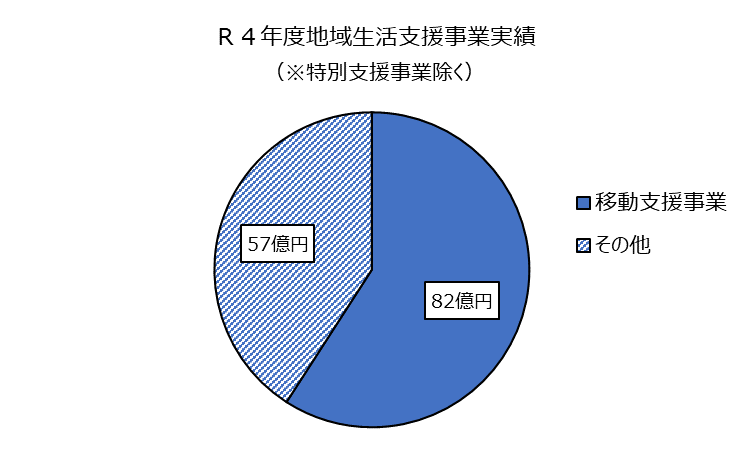 Ｒ４年度地域生活支援事業実績
（※特別支援事業除く）
移動支援事業
その他
57億円
82億円